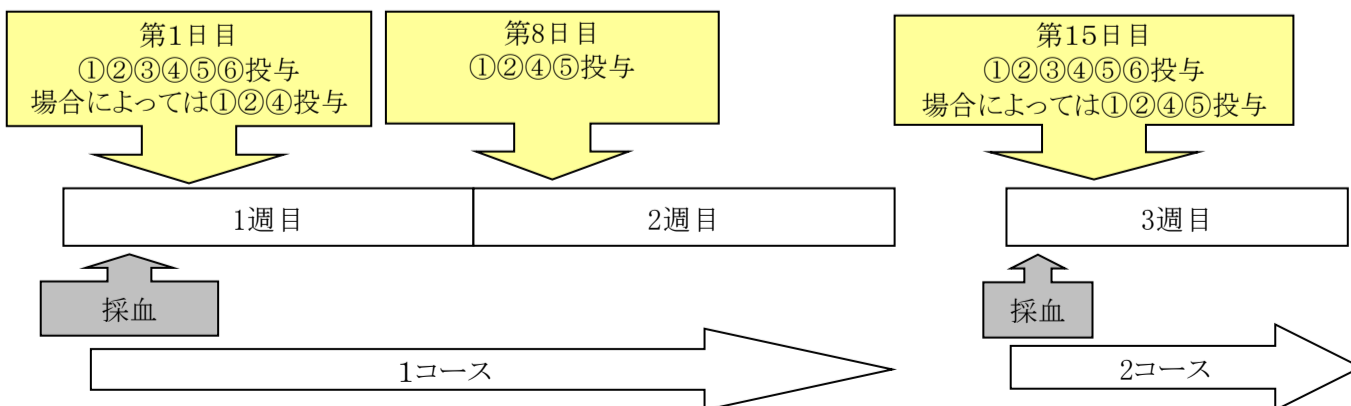 第1日目
①②③④⑤⑥投与
場合によっては①②④投与
第8日目
①②④⑤投与
第15日目
①②③④⑤⑥投与
場合によっては①②④⑤投与
1週目
2週目
3週目
採血
採血
1コース
2コース